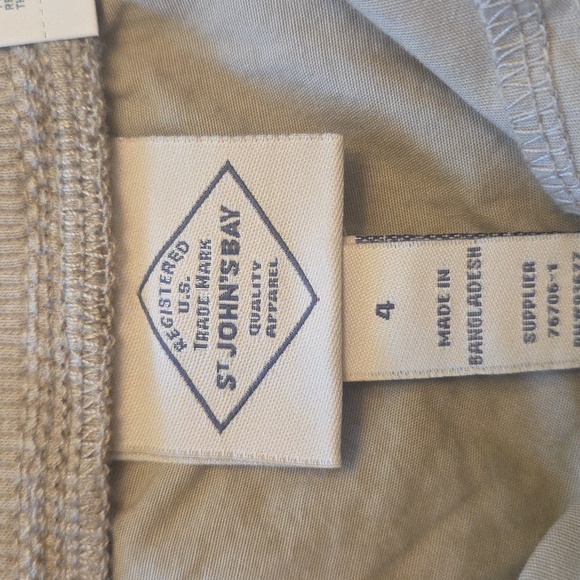 REGISTERED
U.S.
TRADE MARK
ST JOHN'S BAY
QUALITY
APPAREL
4
MADE IN
BANGLADESH
SUPPLIER
76706-1